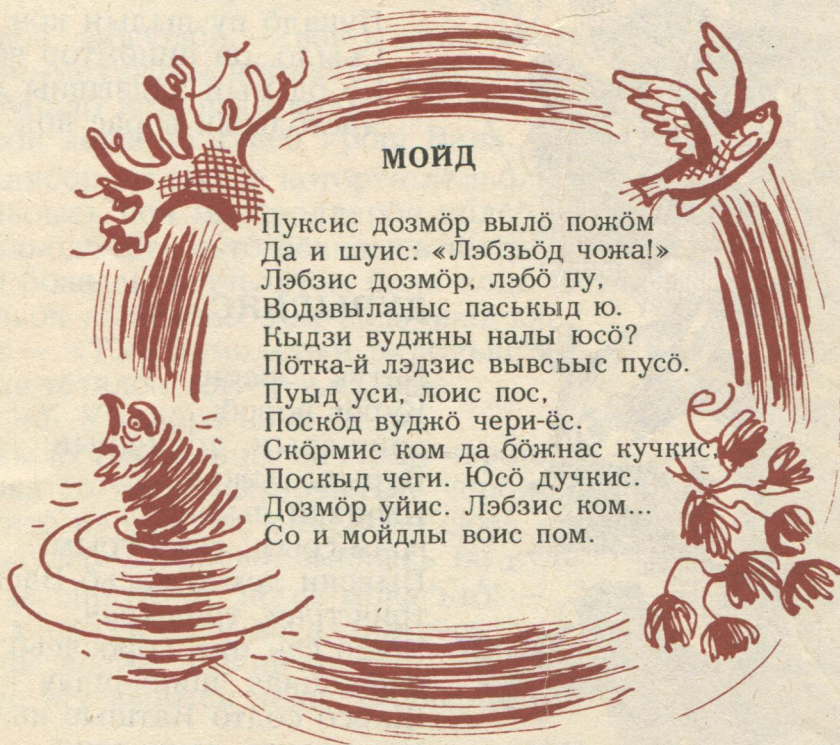 МОЙД
Пуксис дозмӧр вылӧ пожӧм
Да и шуис: «Лэбзьӧд чожа!»
Лэбзис дозмӧр, лэбӧ пу,
Водзвыланыс паськыд ю.
Кыдзи вуджны налы юсӧ?
Пӧтка-й лэдзис вывсьыс пусӧ.
Пуыд уси, лоис пос,
Поскӧд вуджӧ чери-ёс.
Скӧрмис ком да бӧжнас кучкис,
Поскыд чеги. Юсӧ дучкис.
Дозмӧр уйис. Лэбзис ком...
Со и мойдлы воис пом.